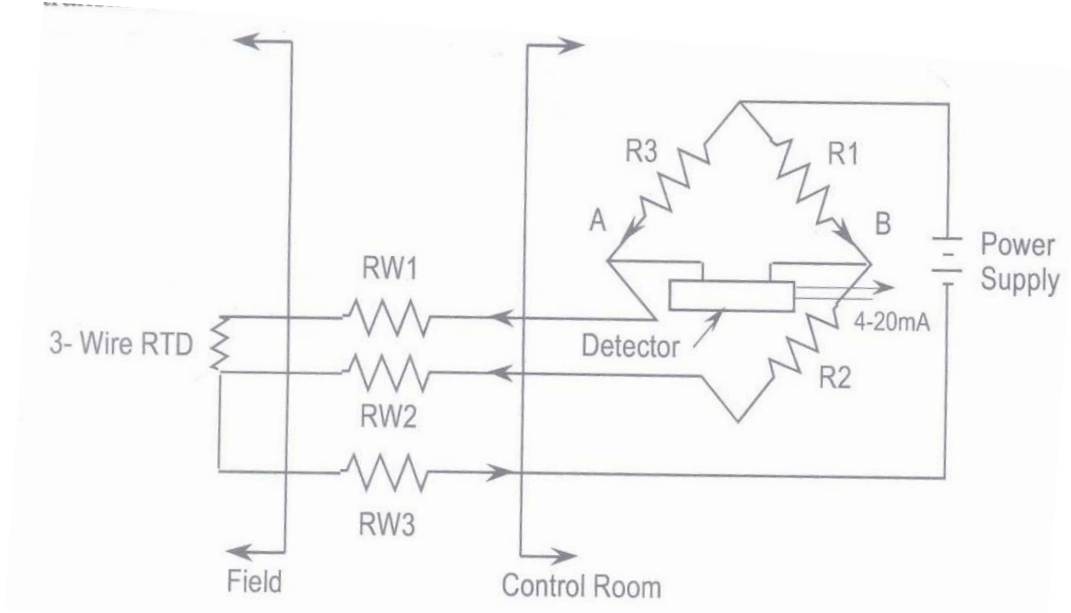 R3
R1
A
B
RW1
Power
Supply
3- Wire RTD
Detector
4-20mA
R2
RW2
RW3
Field
Control Room